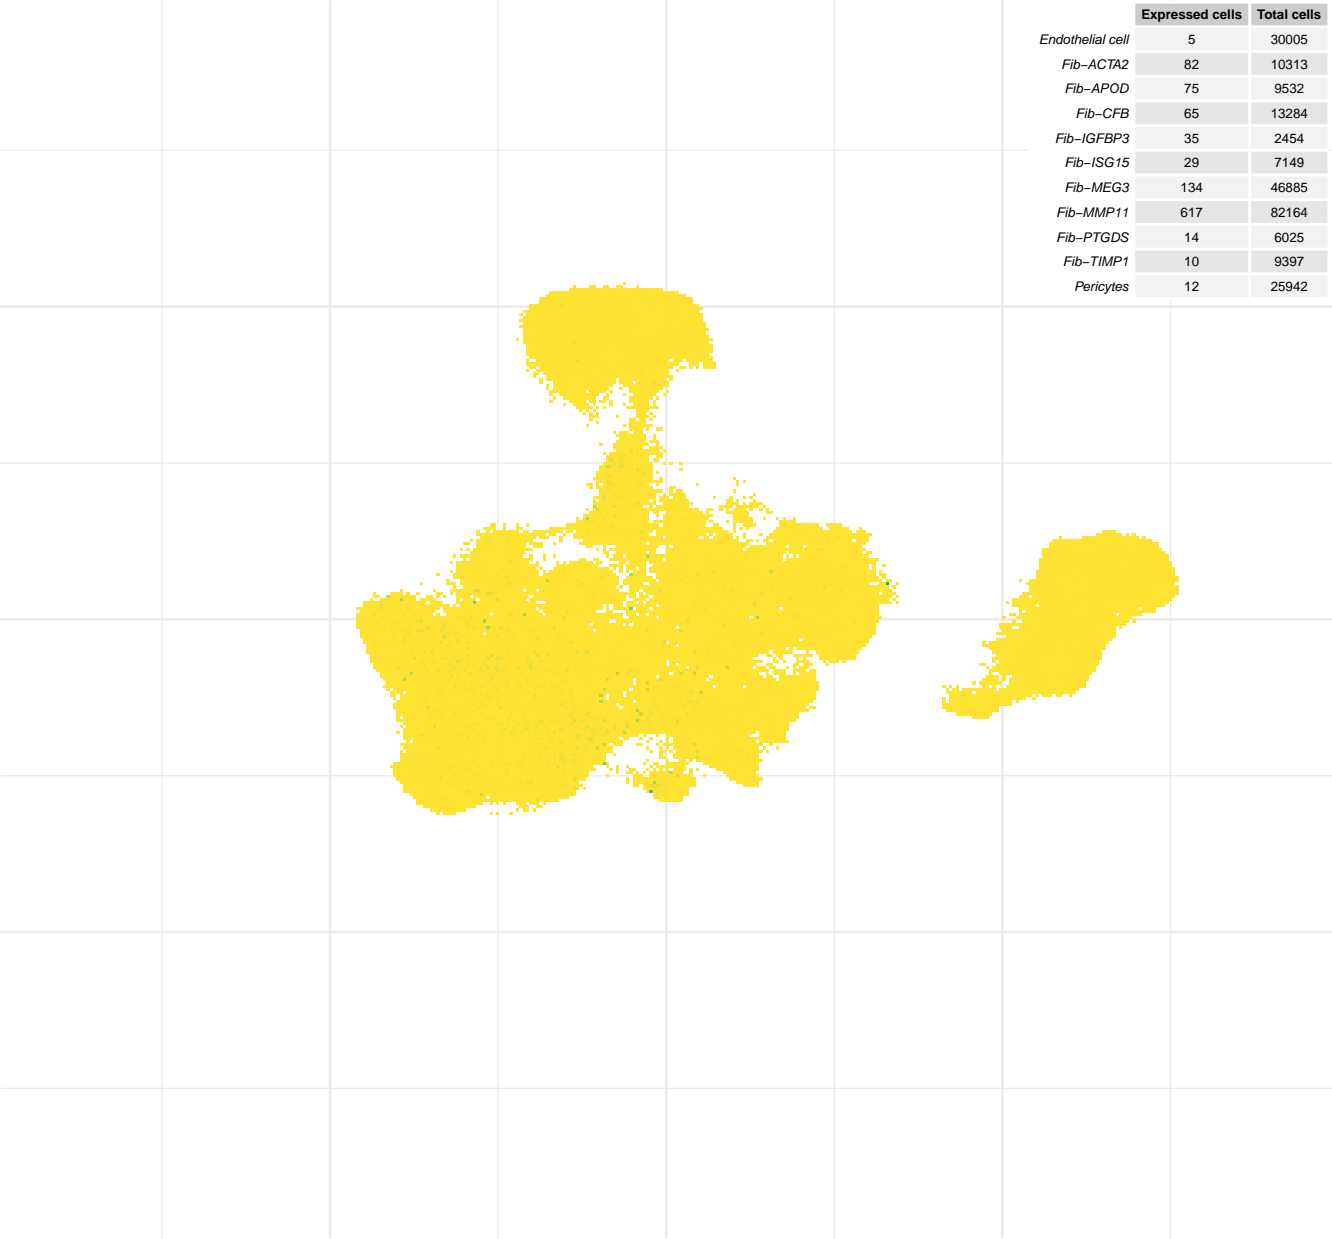 Expressed cells Total cells
Endothelial cell 5 30005
Fib−ACTA2 82 10313
Fib−APOD 75 9532
Fib−CFB 65 13284
Fib−IGFBP3 35 2454
Fib−ISG15 29 7149
Fib−MEG3 134 46885
Fib−MMP11 617 82164
Fib−PTGDS 14 6025
Fib−TIMP1 10 9397
Pericytes 12 25942